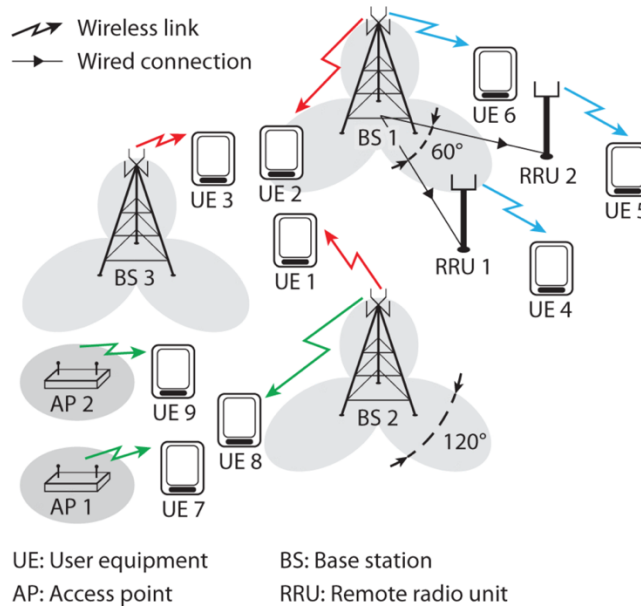 Wireless link
Wired connection
UE 6
BS 1
60°
RRU 2
UE 5
UE 3
UE 2
UE 1
RRU 1
UE 4
BS 3
AP 2
UE 9
UE 8
BS 2
120°
AP 1
UE 7
UE: User equipment
BS: Base station
AP: Access point
RRU: Remote radio unit